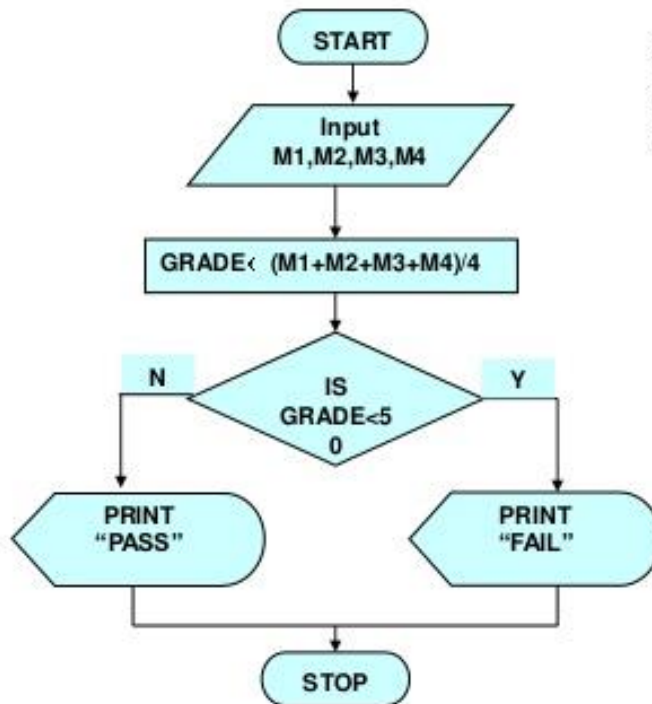 START
Input
M1,M2,M3,M4
GRADE< (M1+M2+M3+M4)/4
N
IS
GRADE<5
0
Y
PRINT
“PASS”
PRINT
“FAIL”
STOP